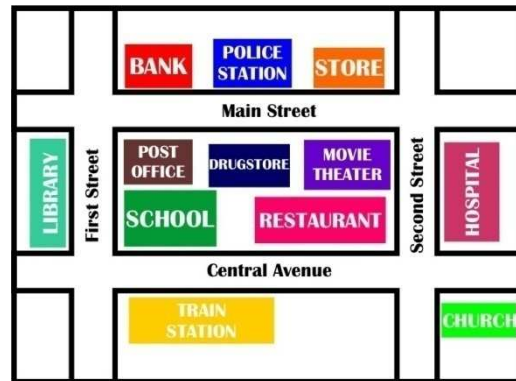 BANK
POLICE
STATION
STORE
Main Street
LIBRARY
First Street
POST
OFFICE
DRUGSTORE
MOVIE
THEATER
Second Street
HOSPITAL
SCHOOL
RESTAURANT
Central Avenue
TRAIN
STATION
CHURCH